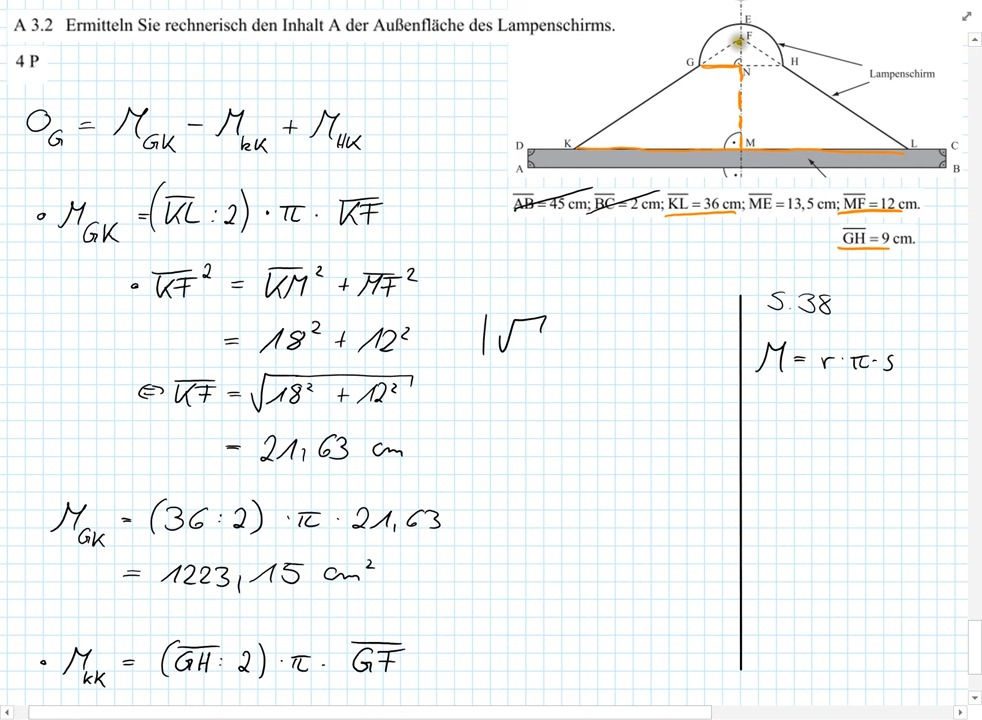 A 3.2 Ermitteln Sie rechnerisch den Inhalt A der Außenfläche des Lampenschirms.
4 P
E
F
G
H
N
Lampenschirm
D
K
M
L
C
A
B
AB = 45 cm; BC = 2 cm; KL = 36 cm; ME = 13,5 cm; MF = 12 cm.
GH = 9 cm.
O_G = M_GK - M_kK + M_HK
• M_GK = (KL : 2) · π · KF
• KF² = KM² + MF²
= 18² + 12² |√
⇔ KF = √18² + 12²
= 21,63 cm
M_GK = (36 : 2) · π · 21,63
= 1223,15 cm²
• M_kK = (GH : 2) · π · GF
S. 38
M = r · π · s